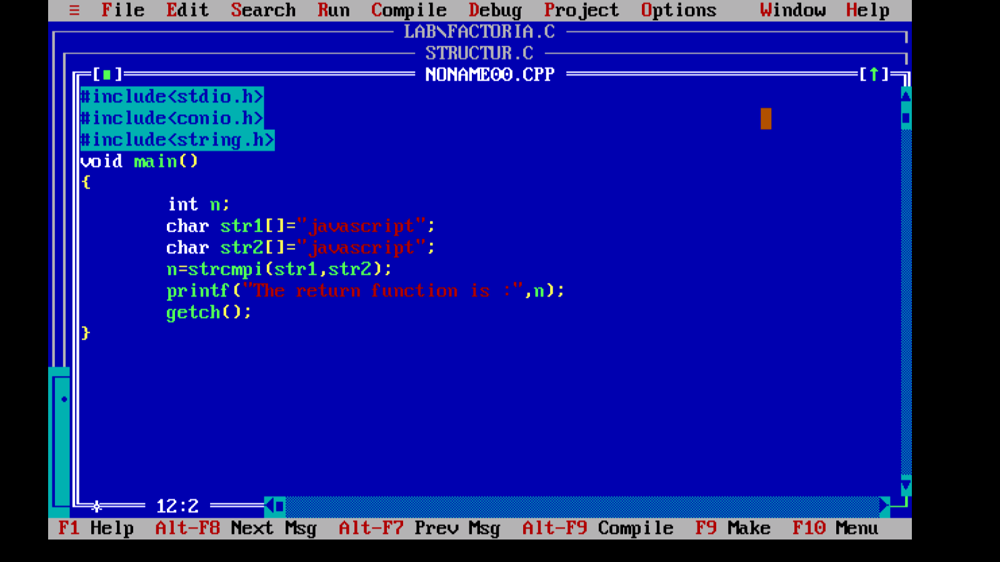 ≡ File Edit Search Run Compile Debug Project Options Window Help
LAB\FACTORIA.C
STRUCTUR.C
[■] NONAME00.CPP [↑]
#include<stdio.h>
#include<conio.h>
#include<string.h>
void main()
{
int n;
char str1[]="javascript";
char str2[]="javascript";
n=strcmpi(str1,str2);
printf("The return function is :",n);
getch();
}
12:2
F1 Help Alt-F8 Next Msg Alt-F7 Prev Msg Alt-F9 Compile F9 Make F10 Menu